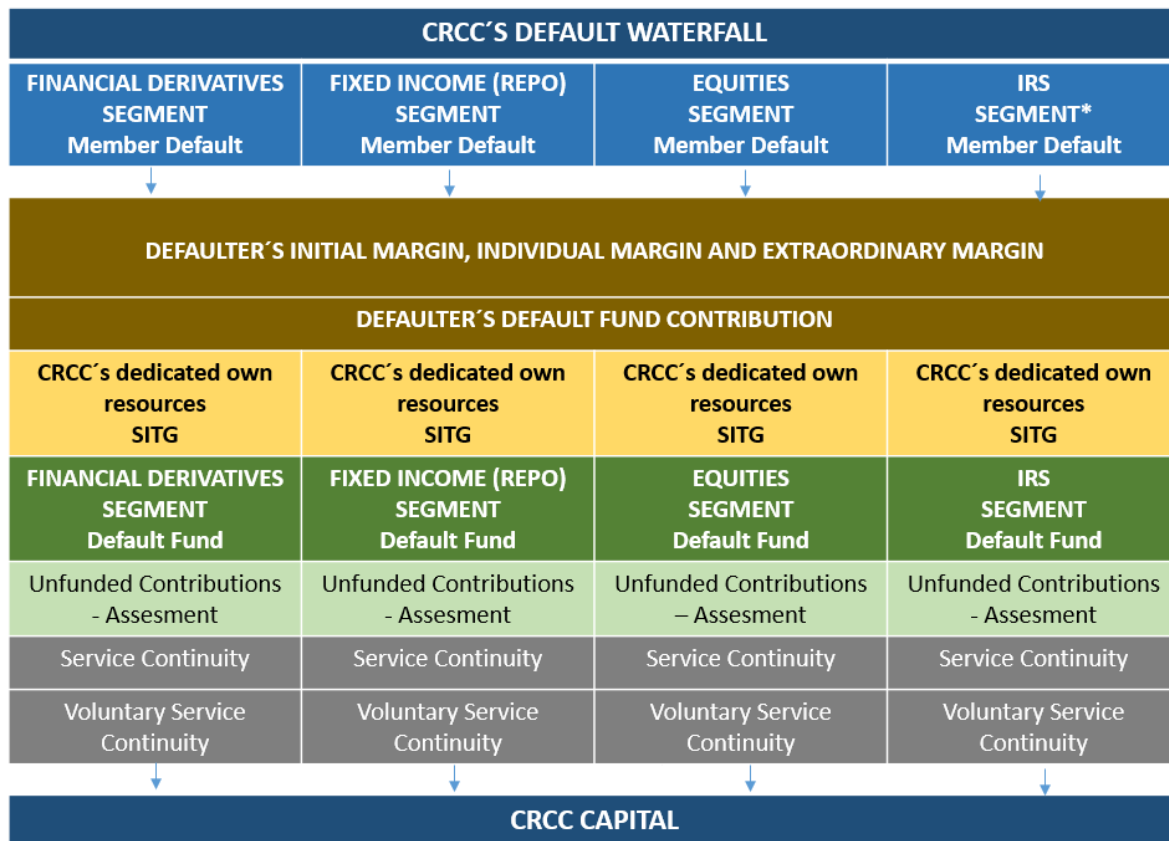 CRCC´S DEFAULT WATERFALL
FINANCIAL DERIVATIVES
SEGMENT
Member Default
FIXED INCOME (REPO)
SEGMENT
Member Default
EQUITIES
SEGMENT
Member Default
IRS
SEGMENT*
Member Default
DEFAULTER´S INITIAL MARGIN, INDIVIDUAL MARGIN AND EXTRAORDINARY MARGIN
DEFAULTER´S DEFAULT FUND CONTRIBUTION
CRCC´s dedicated own
resources
SITG
CRCC´s dedicated own
resources
SITG
CRCC´s dedicated own
resources
SITG
CRCC´s dedicated own
resources
SITG
FINANCIAL DERIVATIVES
SEGMENT
Default Fund
FIXED INCOME (REPO)
SEGMENT
Default Fund
EQUITIES
SEGMENT
Default Fund
IRS
SEGMENT
Default Fund
Unfunded Contributions
- Assesment
Unfunded Contributions
- Assesment
Unfunded Contributions
– Assesment
Unfunded Contributions
- Assesment
Service Continuity
Service Continuity
Service Continuity
Service Continuity
Voluntary Service
Continuity
Voluntary Service
Continuity
Voluntary Service
Continuity
Voluntary Service
Continuity
CRCC CAPITAL